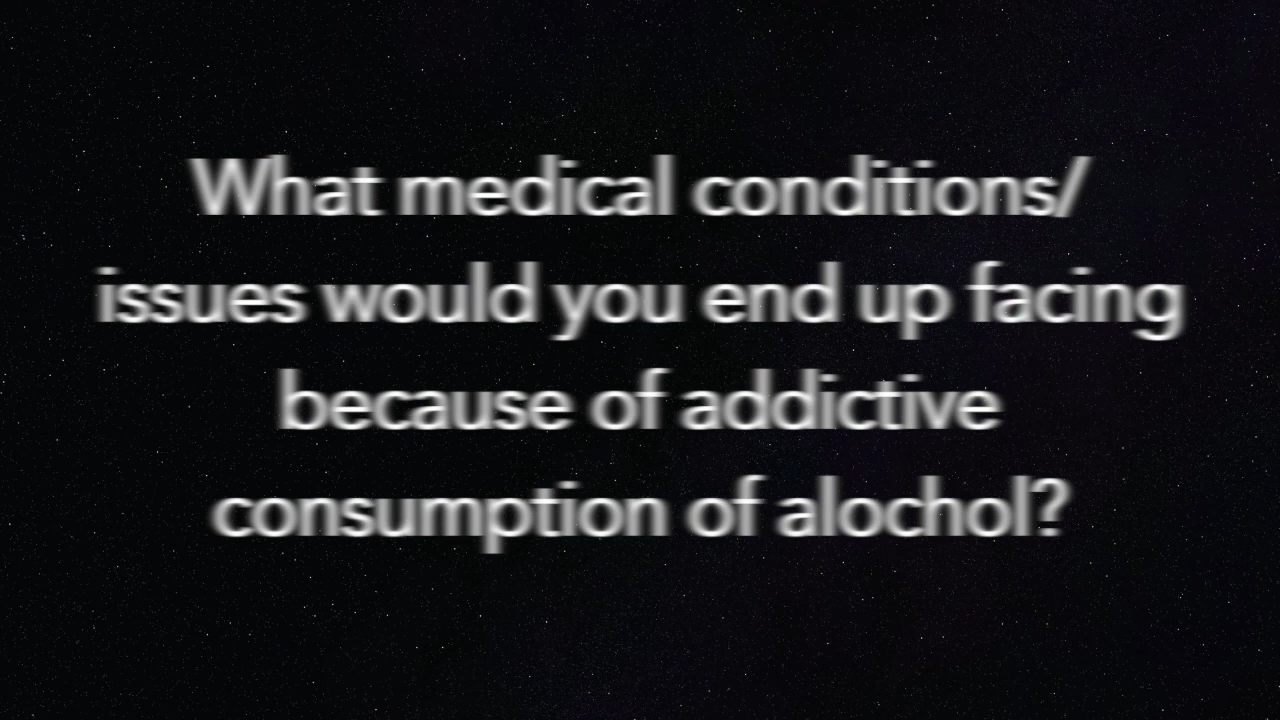 What medical conditions/
issues would you end up facing
because of addictive
consumption of alochol?